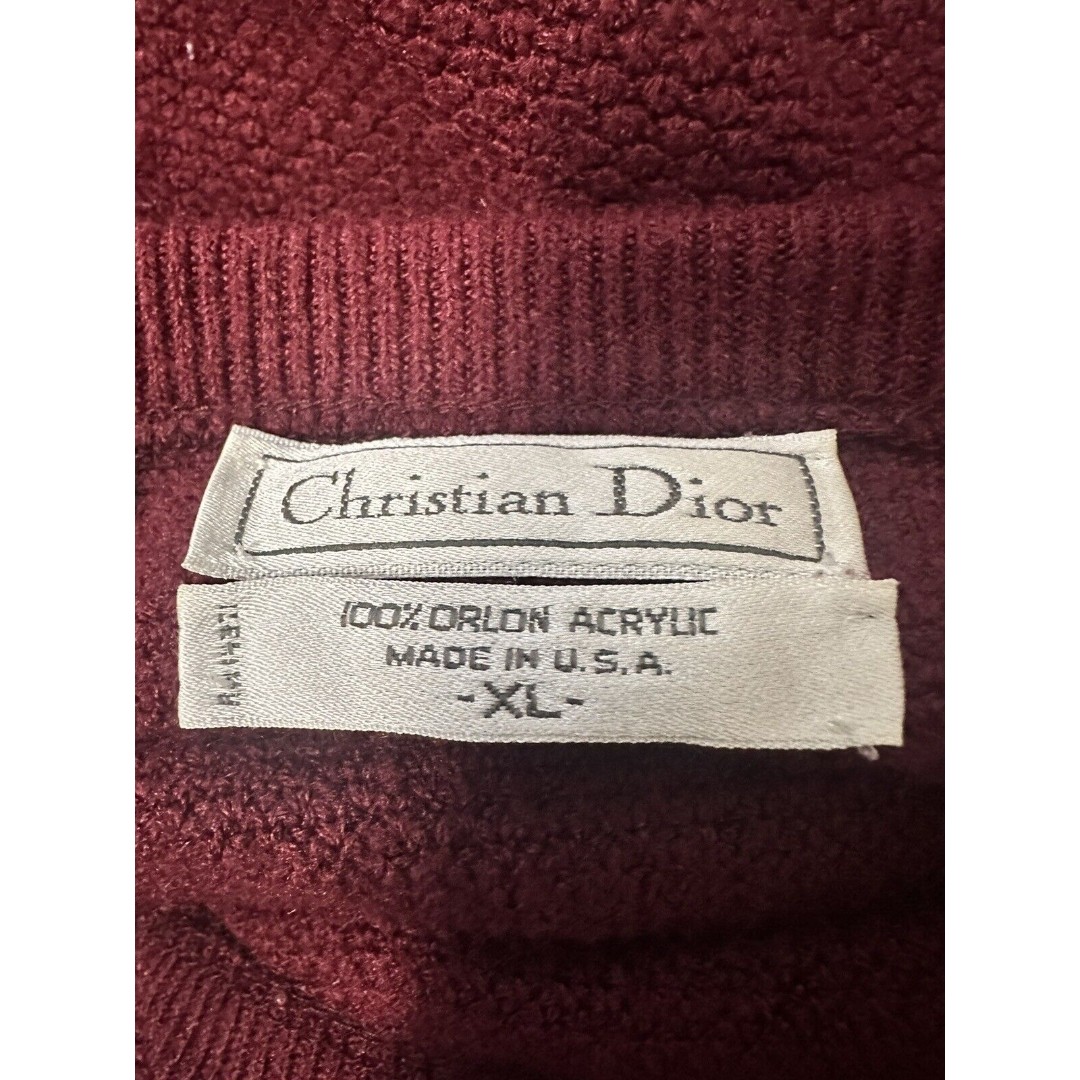 Christian Dior
100% ORLON ACRYLIC
MADE IN U.S.A.
-XL-